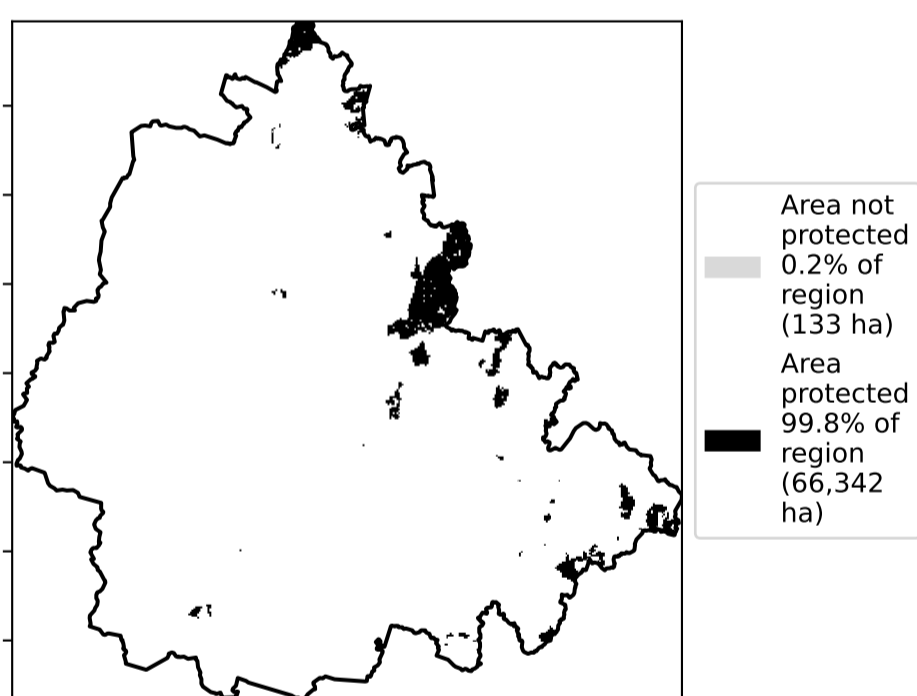 Area not
protected
0.2% of
region
(133 ha)
Area
protected
99.8% of
region
(66,342
ha)